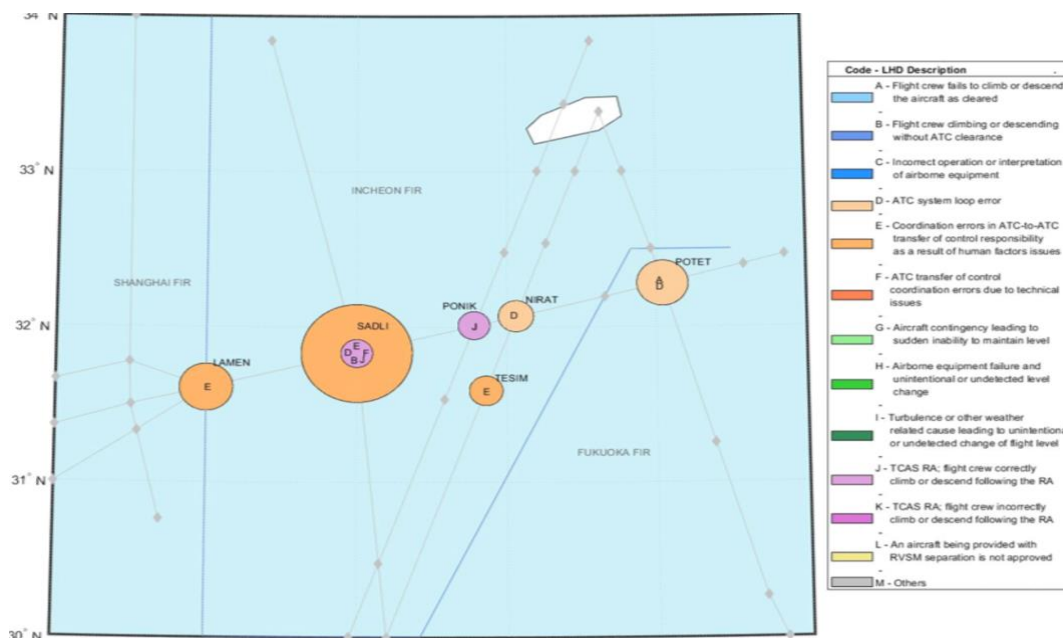 34° N
33° N
32° N
31° N
30° N
INCHEON FIR
SHANGHAI FIR
FUKUOKA FIR
POTET
A
D
NIRAT
D
PONIK
J
SADLI
E
D F
J
B
LAMEN
E
TESIM
E
Code - LHD Description
A - Flight crew fails to climb or descend
the aircraft as cleared
-
B - Flight crew climbing or descending
without ATC clearance
-
C - Incorrect operation or interpretation
of airborne equipment
-
D - ATC system loop error
-
E - Coordination errors in ATC-to-ATC
transfer of control responsibility
as a result of human factors issues
-
F - ATC transfer of control
coordination errors due to technical
issues
-
G - Aircraft contingency leading to
sudden inability to maintain level
-
H - Airborne equipment failure and
unintentional or undetected level
change
-
I - Turbulence or other weather
related cause leading to unintentiona
or undetected change of flight level
-
J - TCAS RA; flight crew correctly
climb or descend following the RA
-
K - TCAS RA; flight crew incorrectly
climb or descend following the RA
-
L - An aircraft being provided with
RVSM separation is not approved
-
M - Others